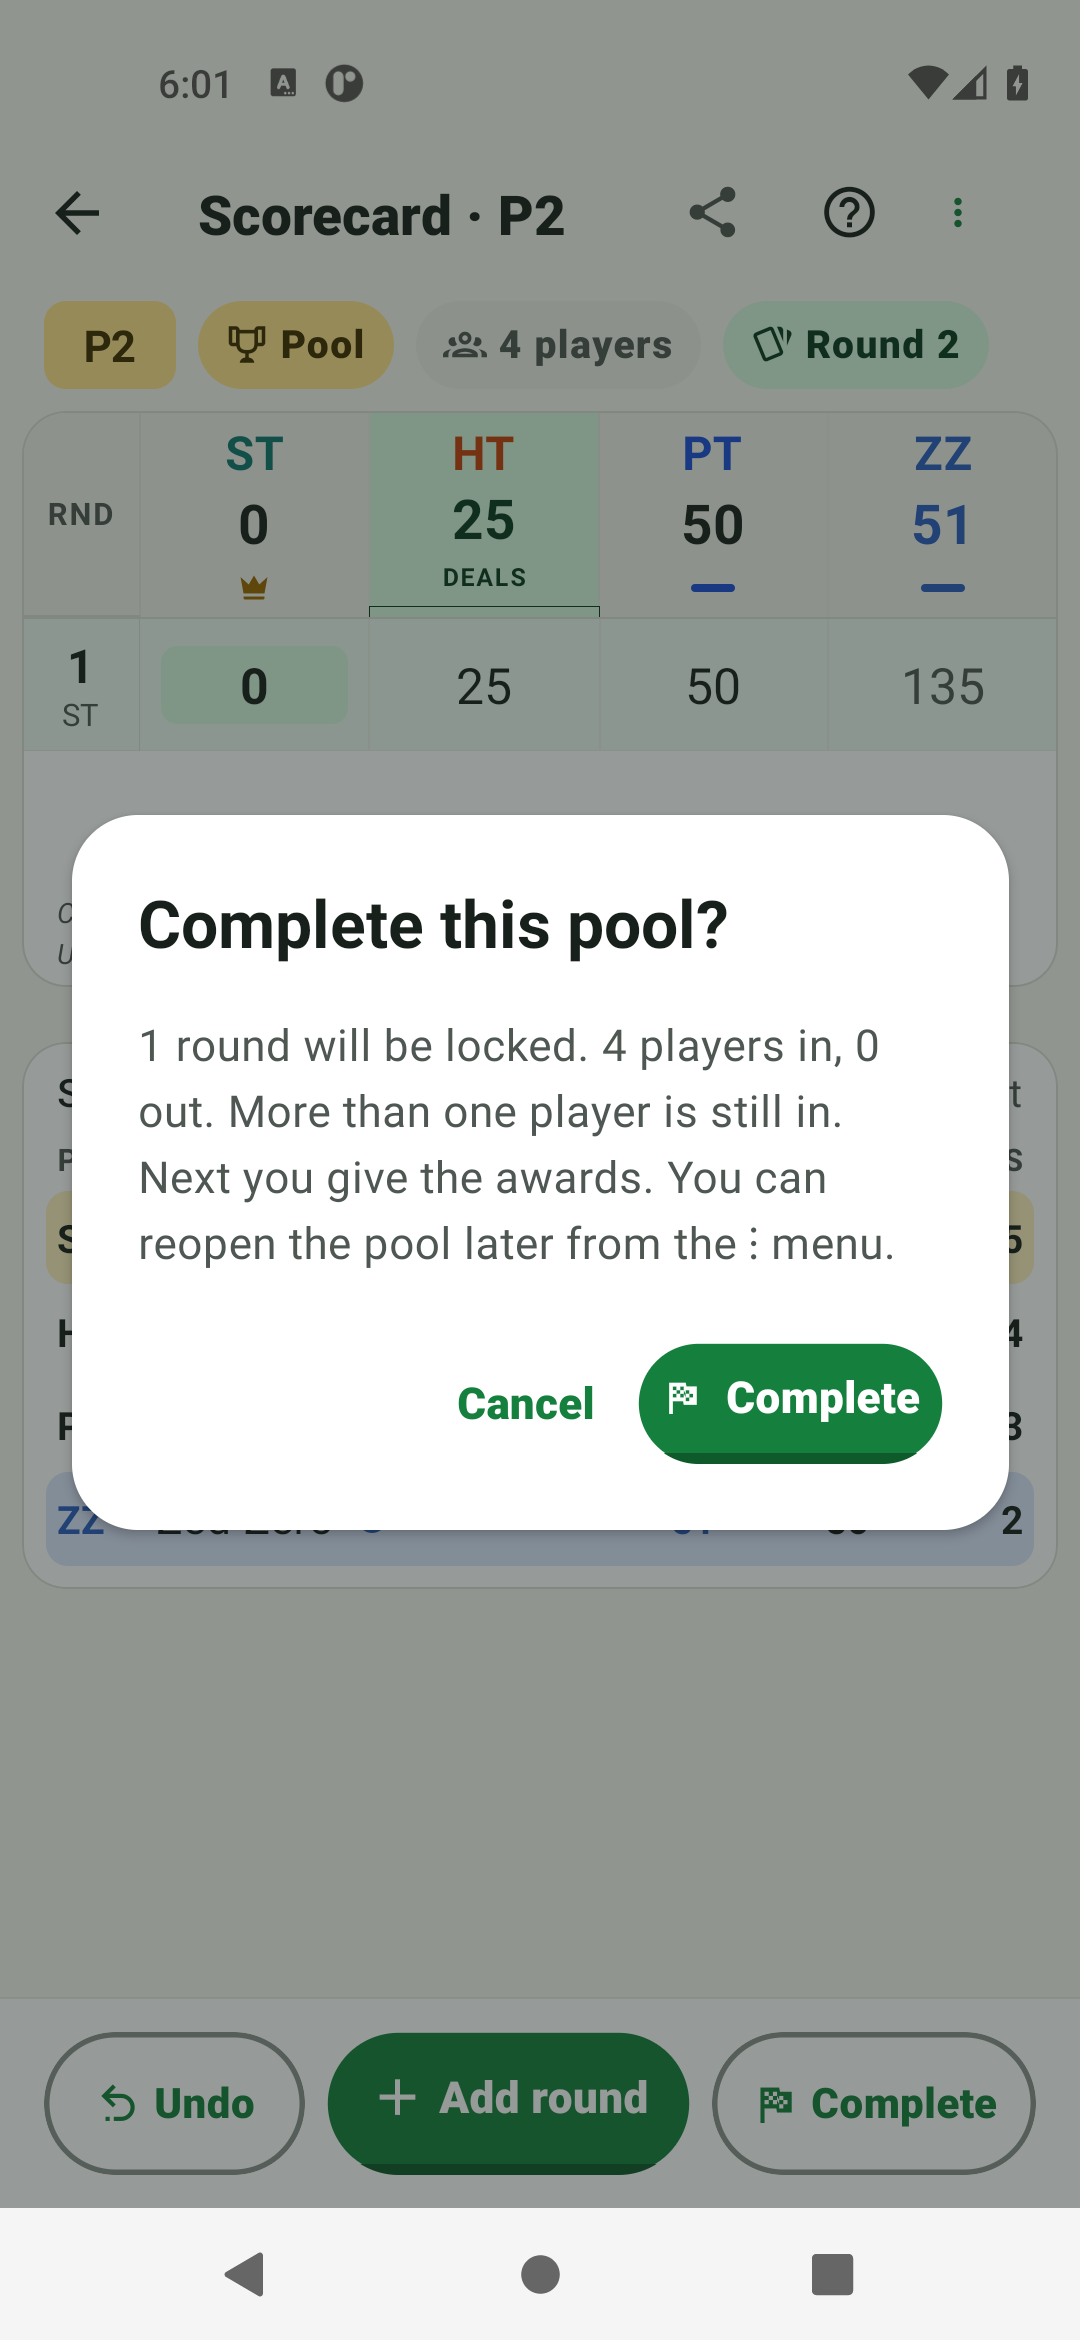 6:01
Scorecard · P2
P2 Pool 4 players Round 2
RND ST HT PT ZZ
0 25 50 51
DEALS
1 0 25 50 135
ST
Complete this pool?
1 round will be locked. 4 players in, 0
out. More than one player is still in.
Next you give the awards. You can
reopen the pool later from the ⋮ menu.
Cancel Complete
ZZ 2
Undo Add round Complete